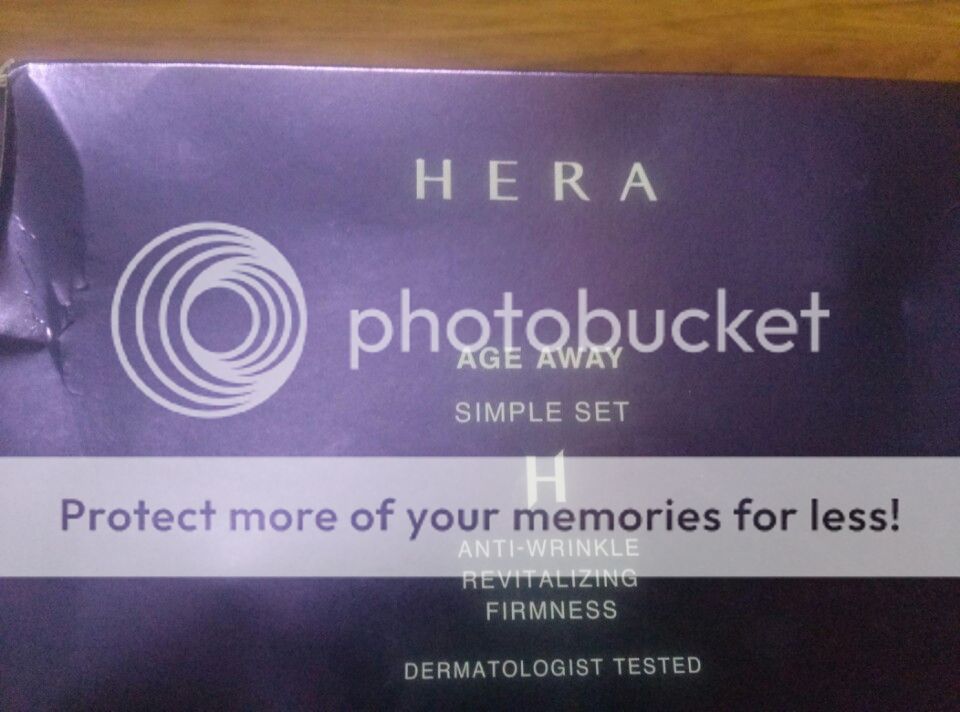 HERA
photobucket
AGE AWAY
SIMPLE SET
H
Protect more of your memories for less!
ANTI-WRINKLE
REVITALIZING
FIRMNESS
DERMATOLOGIST TESTED